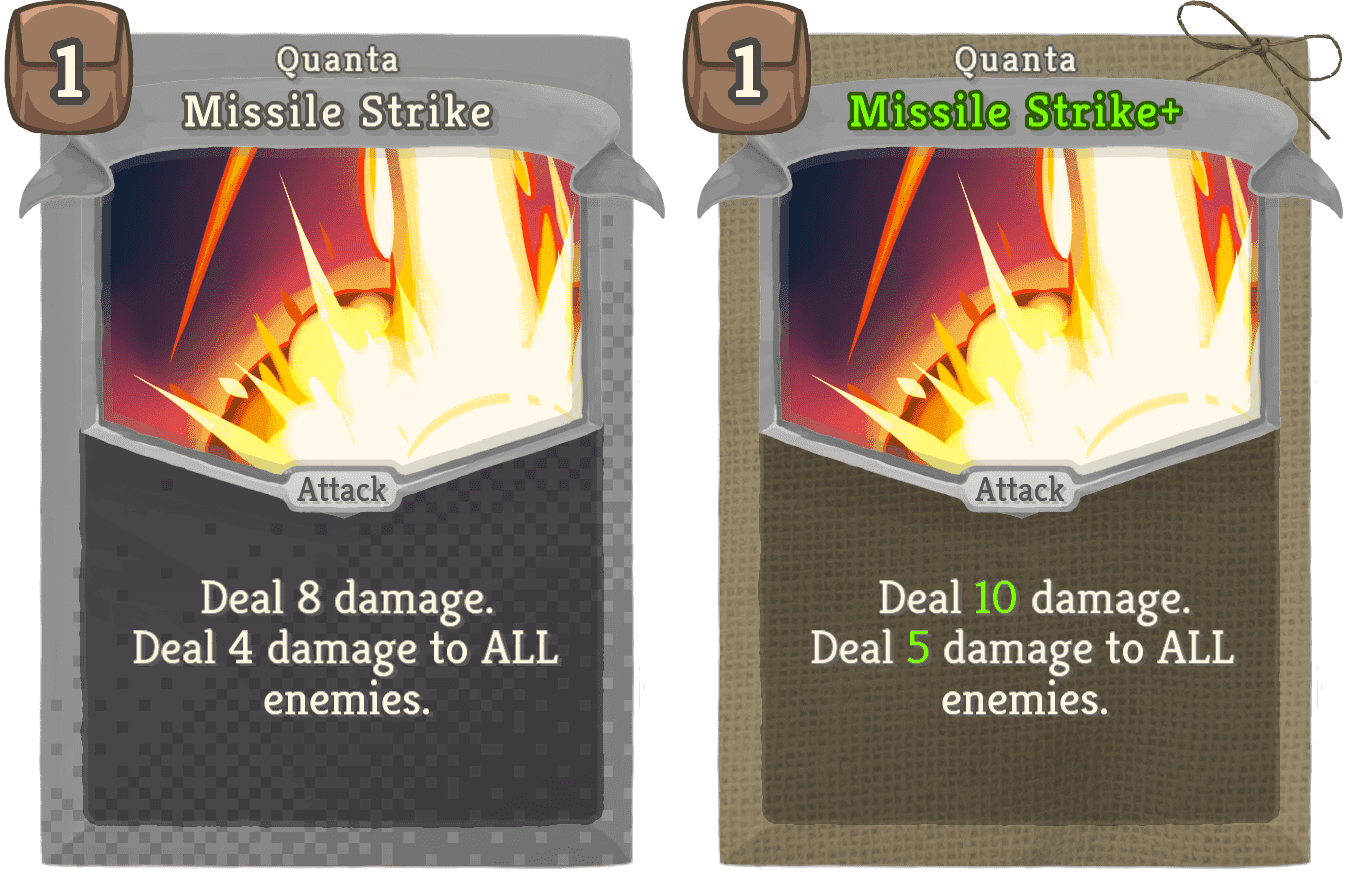 1
Quanta
Missile Strike
Attack
Deal 8 damage.
Deal 4 damage to ALL
enemies.
1
Quanta
Missile Strike+
Attack
Deal 10 damage.
Deal 5 damage to ALL
enemies.